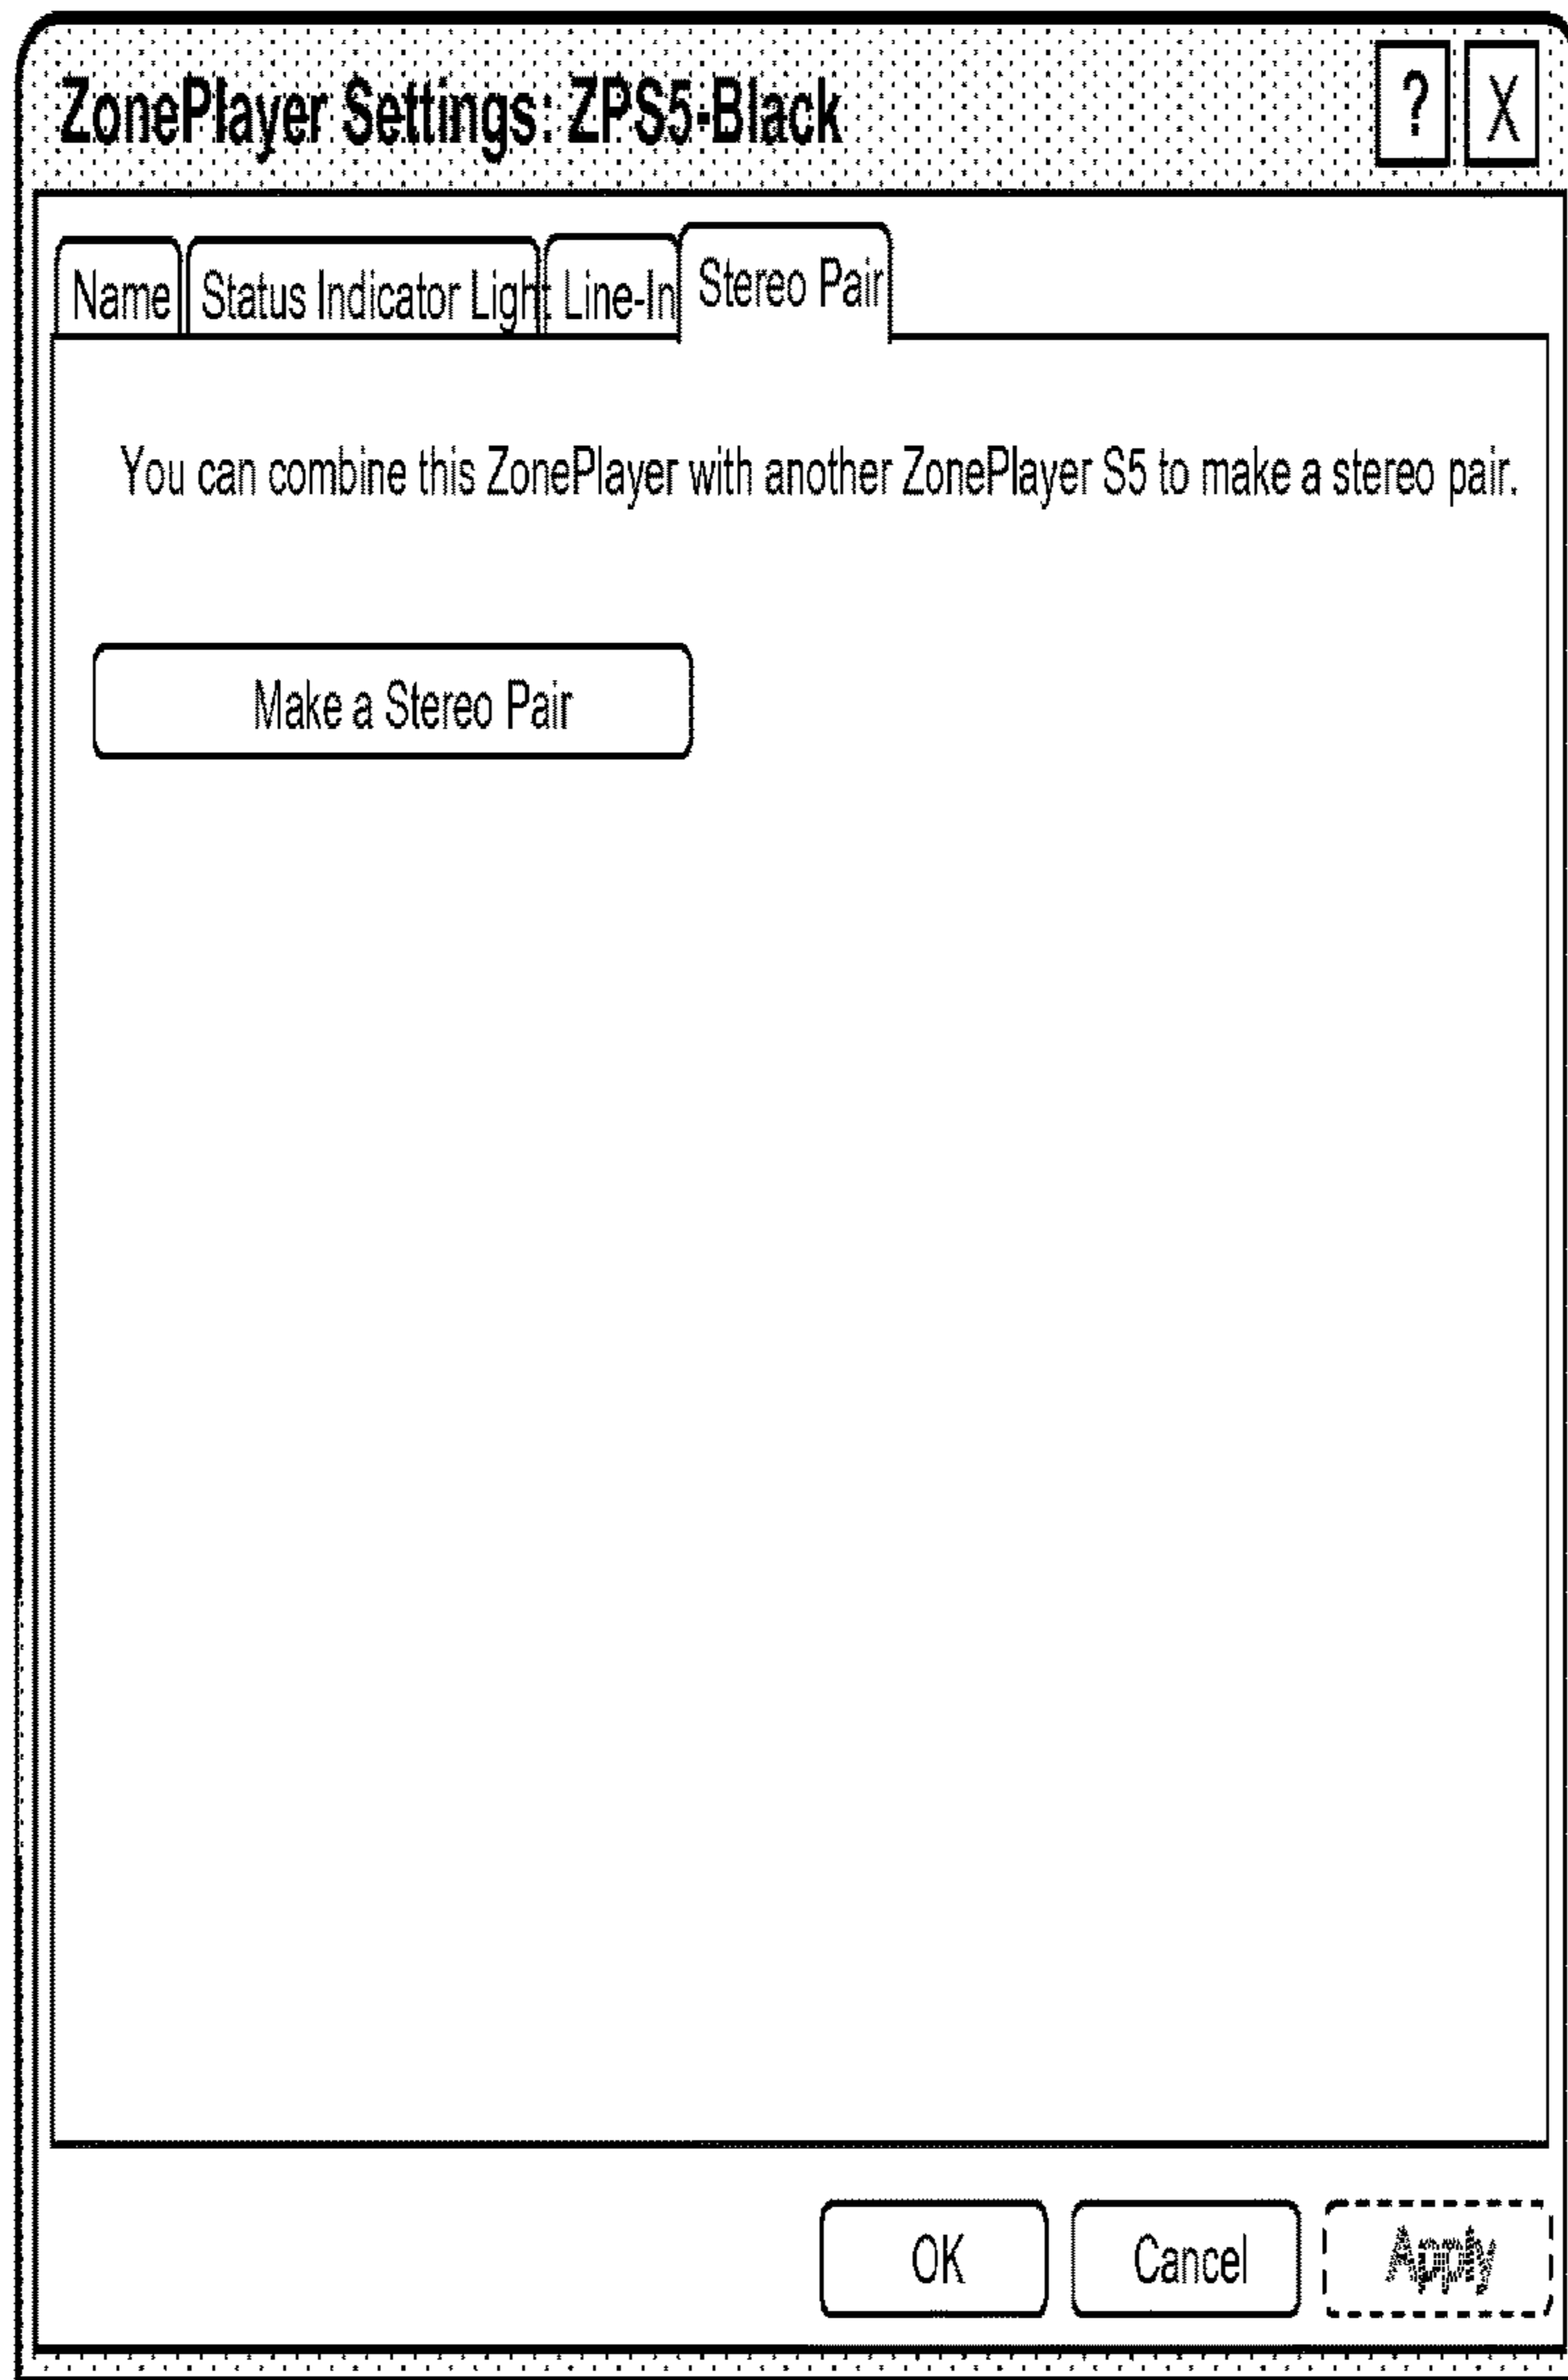 ZonePlayer Settings: ZPS5-Black ? X
Name Status Indicator Light Line-In Stereo Pair
You can combine this ZonePlayer with another ZonePlayer S5 to make a stereo pair.
Make a Stereo Pair
OK Cancel Apply